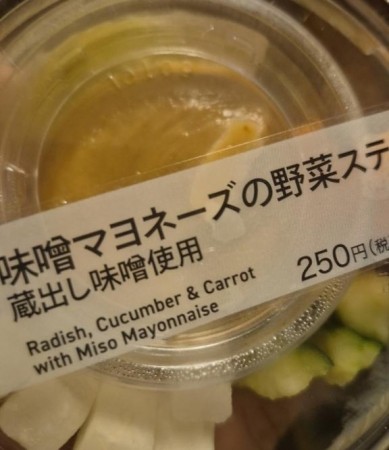 味噌マヨネーズの野菜ステ
蔵出し味噌使用
250円(税
Radish, Cucumber & Carrot
with Miso Mayonnaise